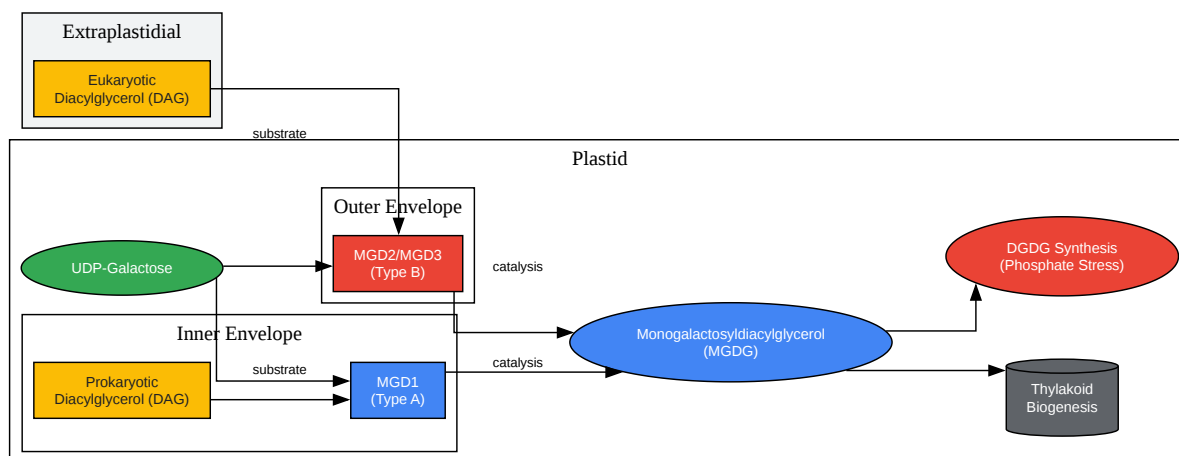 Extraplastidial
Eukaryotic
Diacylglycerol (DAG)
substrate
Plastid
Outer Envelope
MGD2/MGD3
(Type B)
UDP-Galactose
catalysis
DGDG Synthesis
(Phosphate Stress)
Inner Envelope
Monogalactosyldiacylglycerol
(MGDG)
Prokaryotic
Diacylglycerol (DAG)
substrate
MGD1
(Type A)
catalysis
Thylakoid
Biogenesis